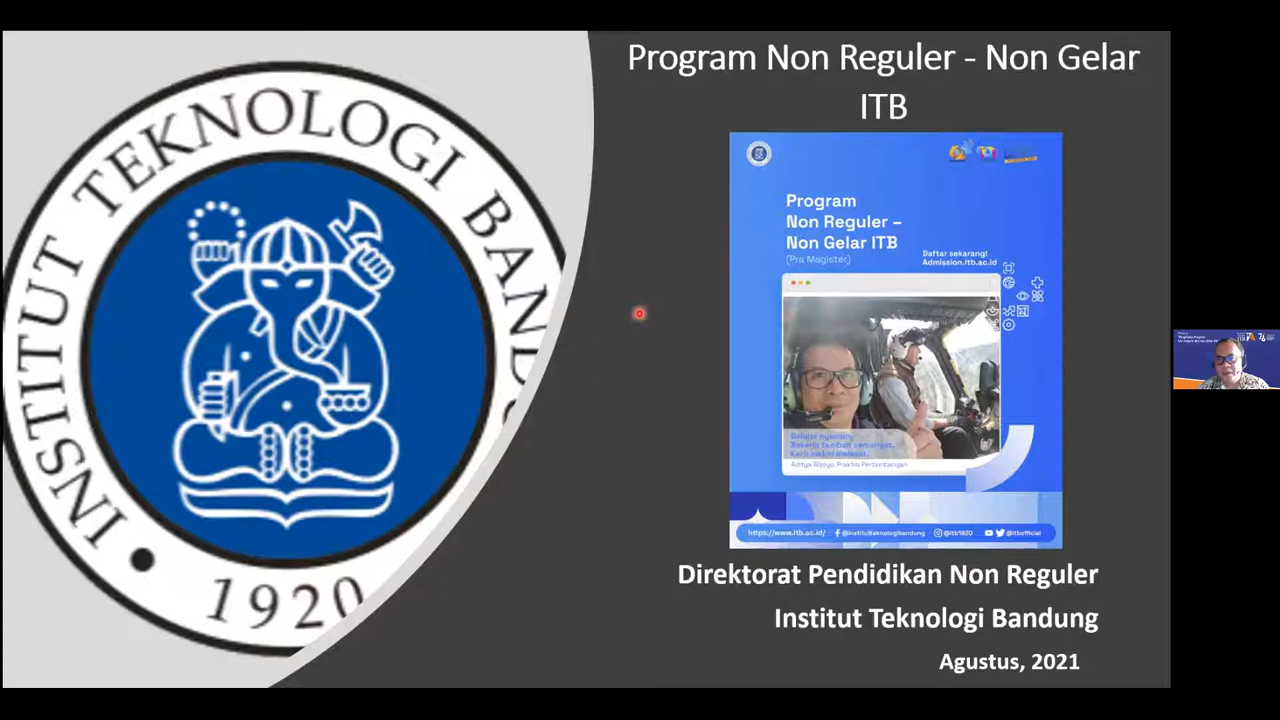 Program Non Reguler - Non Gelar
ITB
INSTITUT TEKNOLOGI BANDU
1920
Program
Non Reguler –
Non Gelar ITB
(Pra Magister)
Daftar sekarang!
Admission.itb.ac.id
Belajar nyaman,
Bekerja tambah semangat,
Karir makin melesat.
Aditya Wijoyo, Praktisi Pertambangan
https://www.itb.ac.id/ @institutteknologibandung @itb1920 @itbofficial
Direktorat Pendidikan Non Reguler
Institut Teknologi Bandung
Agustus, 2021